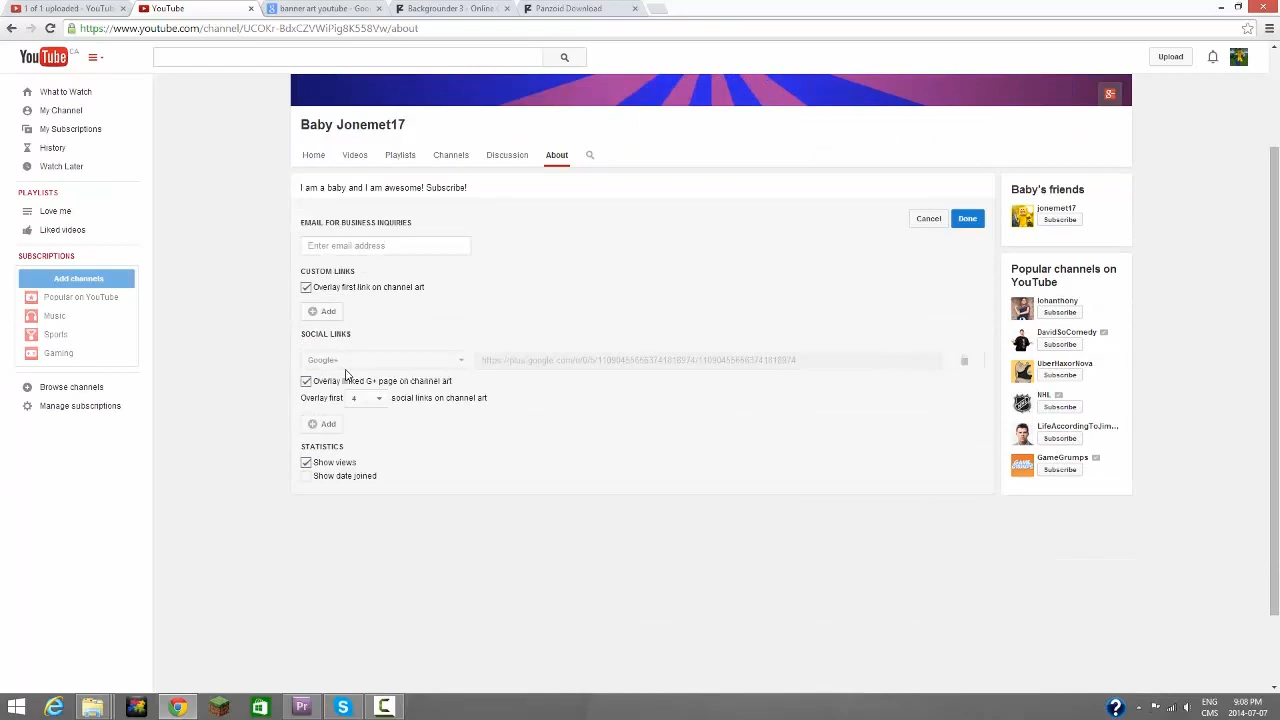 1 of 1 uploaded - YouTube
YouTube
banner art youtube - Goo
Backgrounder 3 - Online C
Panzoid Download
https://www.youtube.com/channel/UCOKr-BdxCZVWiPig8K558Vw/about
YouTube CA
Upload
What to Watch
My Channel
My Subscriptions
History
Watch Later
PLAYLISTS
Love me
Liked videos
SUBSCRIPTIONS
Add channels
Popular on YouTube
Music
Sports
Gaming
Browse channels
Manage subscriptions
Baby Jonemet17
Home Videos Playlists Channels Discussion About
I am a baby and I am awesome! Subscribe!
EMAIL FOR BUSINESS INQUIRIES
Cancel Done
Enter email address
CUSTOM LINKS
Overlay first link on channel art
Add
SOCIAL LINKS
Google+
Overlay linked G+ page on channel art
Overlay first 4 social links on channel art
Add
STATISTICS
Show views
Show date joined
Baby's friends
jonemet17
Subscribe
Popular channels on
YouTube
lohanthony
Subscribe
DavidSoComedy
Subscribe
UberHaxorNova
Subscribe
NHL
Subscribe
LifeAccordingToJim...
Subscribe
GameGrumps
Subscribe
ENG
CMS
9:08 PM
2014-07-07